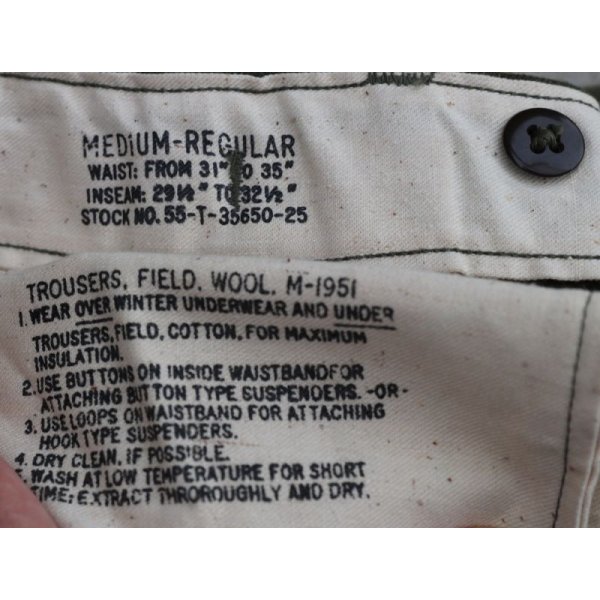 MEDIUM-REGULAR
WAIST: FROM 31" TO 35"
INSEAM: 29½" TO 32½"
STOCK NO. 55-T-35650-25
TROUSERS, FIELD, WOOL, M-1951
1. WEAR OVER WINTER UNDERWEAR AND UNDER
TROUSERS, FIELD, COTTON, FOR MAXIMUM
INSULATION.
2. USE BUTTONS ON INSIDE WAISTBAND FOR
ATTACHING BUTTON TYPE SUSPENDERS. -OR-
3. USE LOOPS ON WAISTBAND FOR ATTACHING
HOOK TYPE SUSPENDERS.
4. DRY CLEAN, IF POSSIBLE.
5. WASH AT LOW TEMPERATURE FOR SHORT
TIME; EXTRACT THROROUGHLY AND DRY.